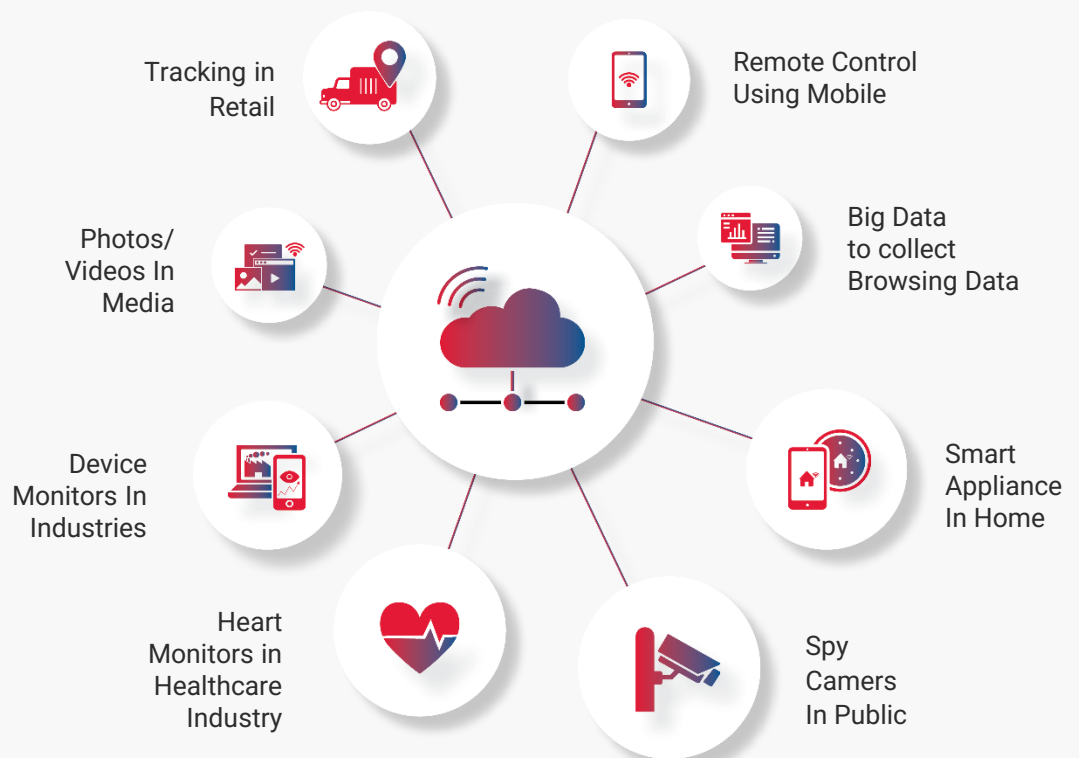 Tracking in
Retail
Remote Control
Using Mobile
Photos/
Videos In
Media
Big Data
to collect
Browsing Data
Device
Monitors In
Industries
Smart
Appliance
In Home
Heart
Monitors in
Healthcare
Industry
Spy
Camers
In Public